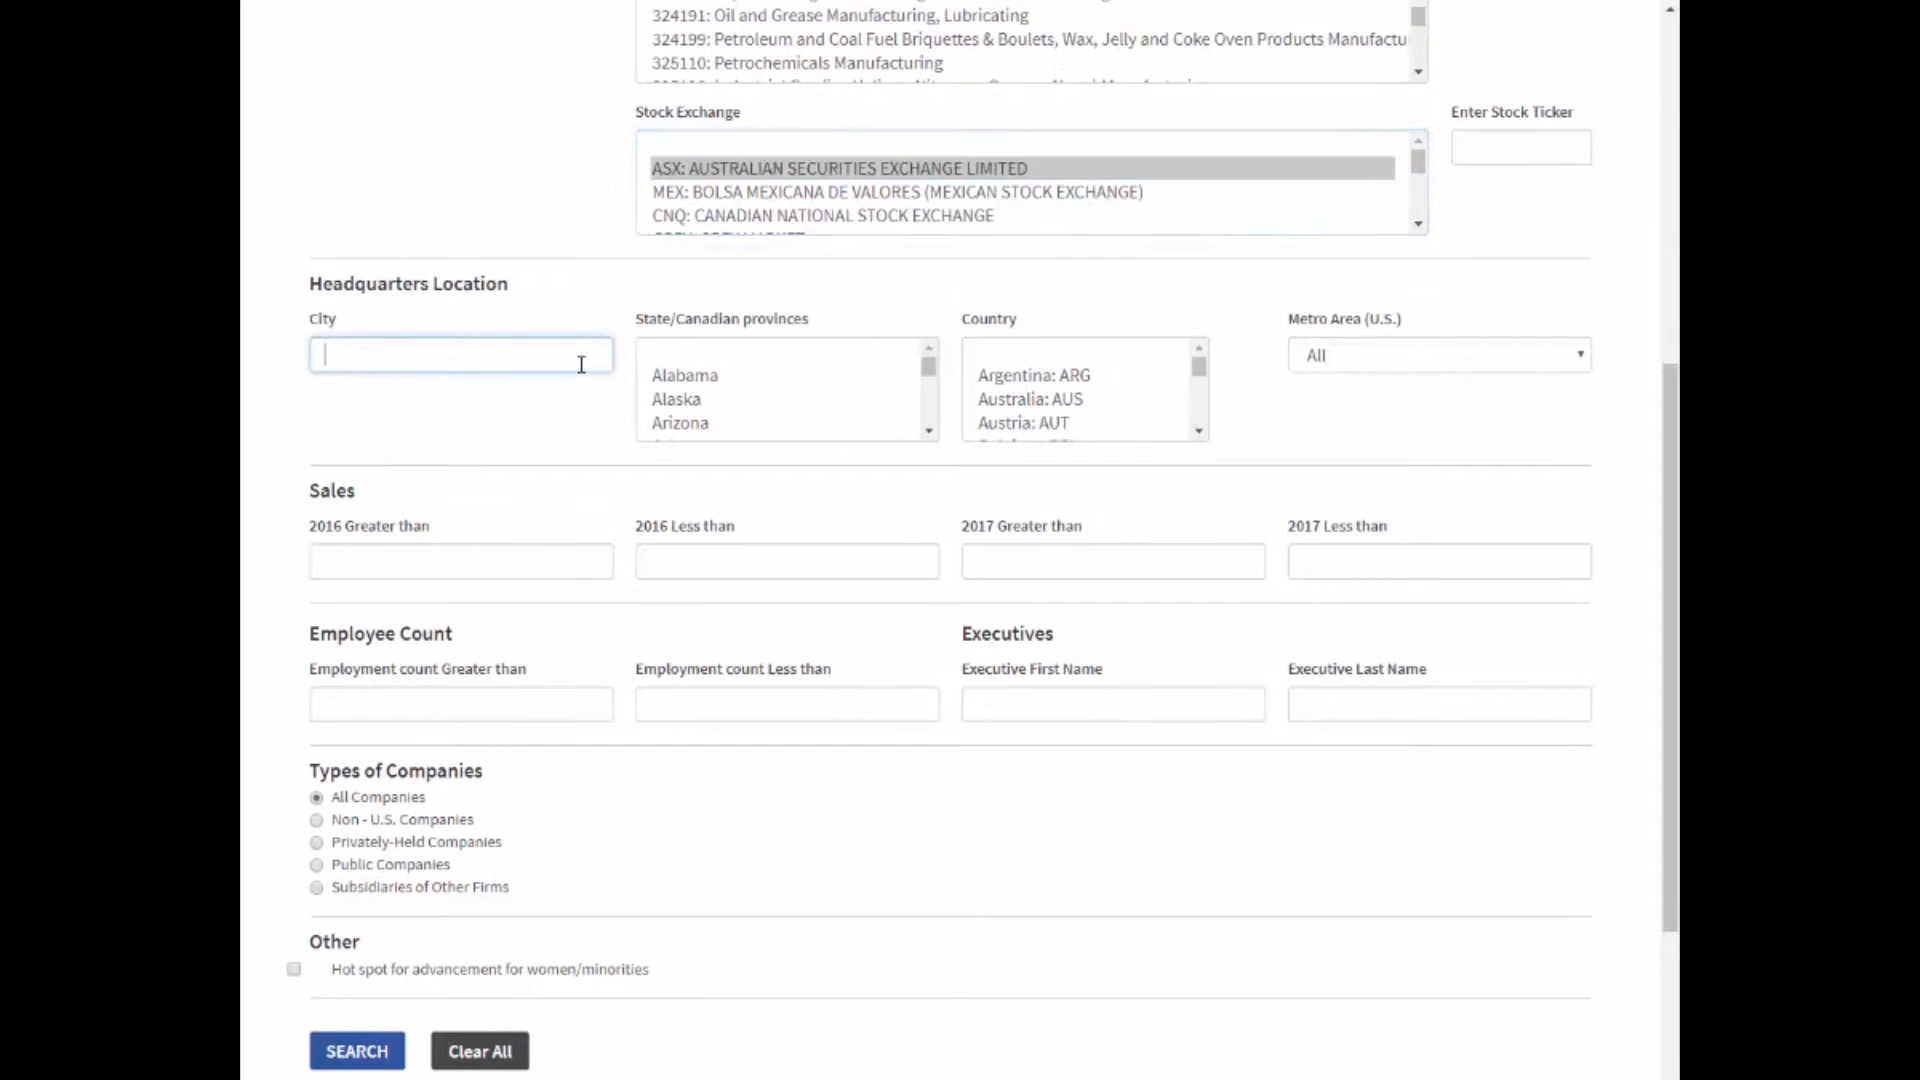 324191: Oil and Grease Manufacturing, Lubricating
324199: Petroleum and Coal Fuel Briquettes & Boulets, Wax, Jelly and Coke Oven Products Manufactu
325110: Petrochemicals Manufacturing
Stock Exchange
Enter Stock Ticker
ASX: AUSTRALIAN SECURITIES EXCHANGE LIMITED
MEX: BOLSA MEXICANA DE VALORES (MEXICAN STOCK EXCHANGE)
CNQ: CANADIAN NATIONAL STOCK EXCHANGE
Headquarters Location
City
State/Canadian provinces
Country
Metro Area (U.S.)
All
Alabama
Alaska
Arizona
Argentina: ARG
Australia: AUS
Austria: AUT
Sales
2016 Greater than
2016 Less than
2017 Greater than
2017 Less than
Employee Count
Executives
Employment count Greater than
Employment count Less than
Executive First Name
Executive Last Name
Types of Companies
All Companies
Non - U.S. Companies
Privately-Held Companies
Public Companies
Subsidiaries of Other Firms
Other
Hot spot for advancement for women/minorities
SEARCH
Clear All